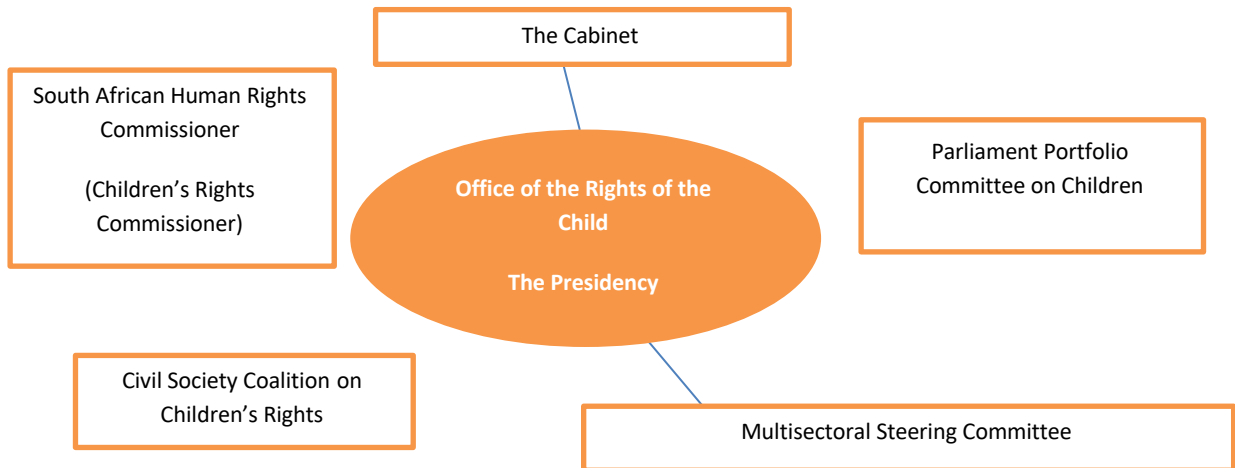 The Cabinet
South African Human Rights
Commissioner
(Children’s Rights
Commissioner)
Parliament Portfolio
Committee on Children
Office of the Rights of the
Child
The Presidency
Civil Society Coalition on
Children’s Rights
Multisectoral Steering Committee